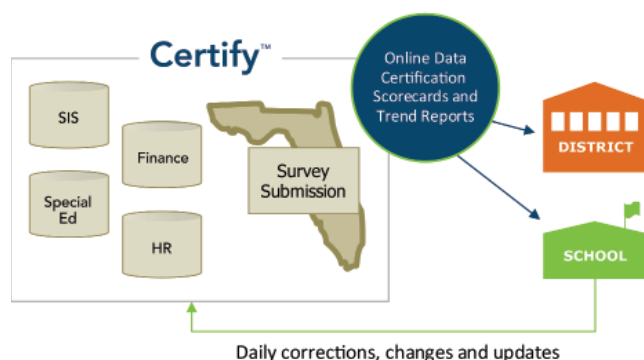 Certify™
Online Data
Certification
Scorecards and
Trend Reports
SIS
Finance
Special
Ed
HR
Survey
Submission
DISTRICT
SCHOOL
Daily corrections, changes and updates